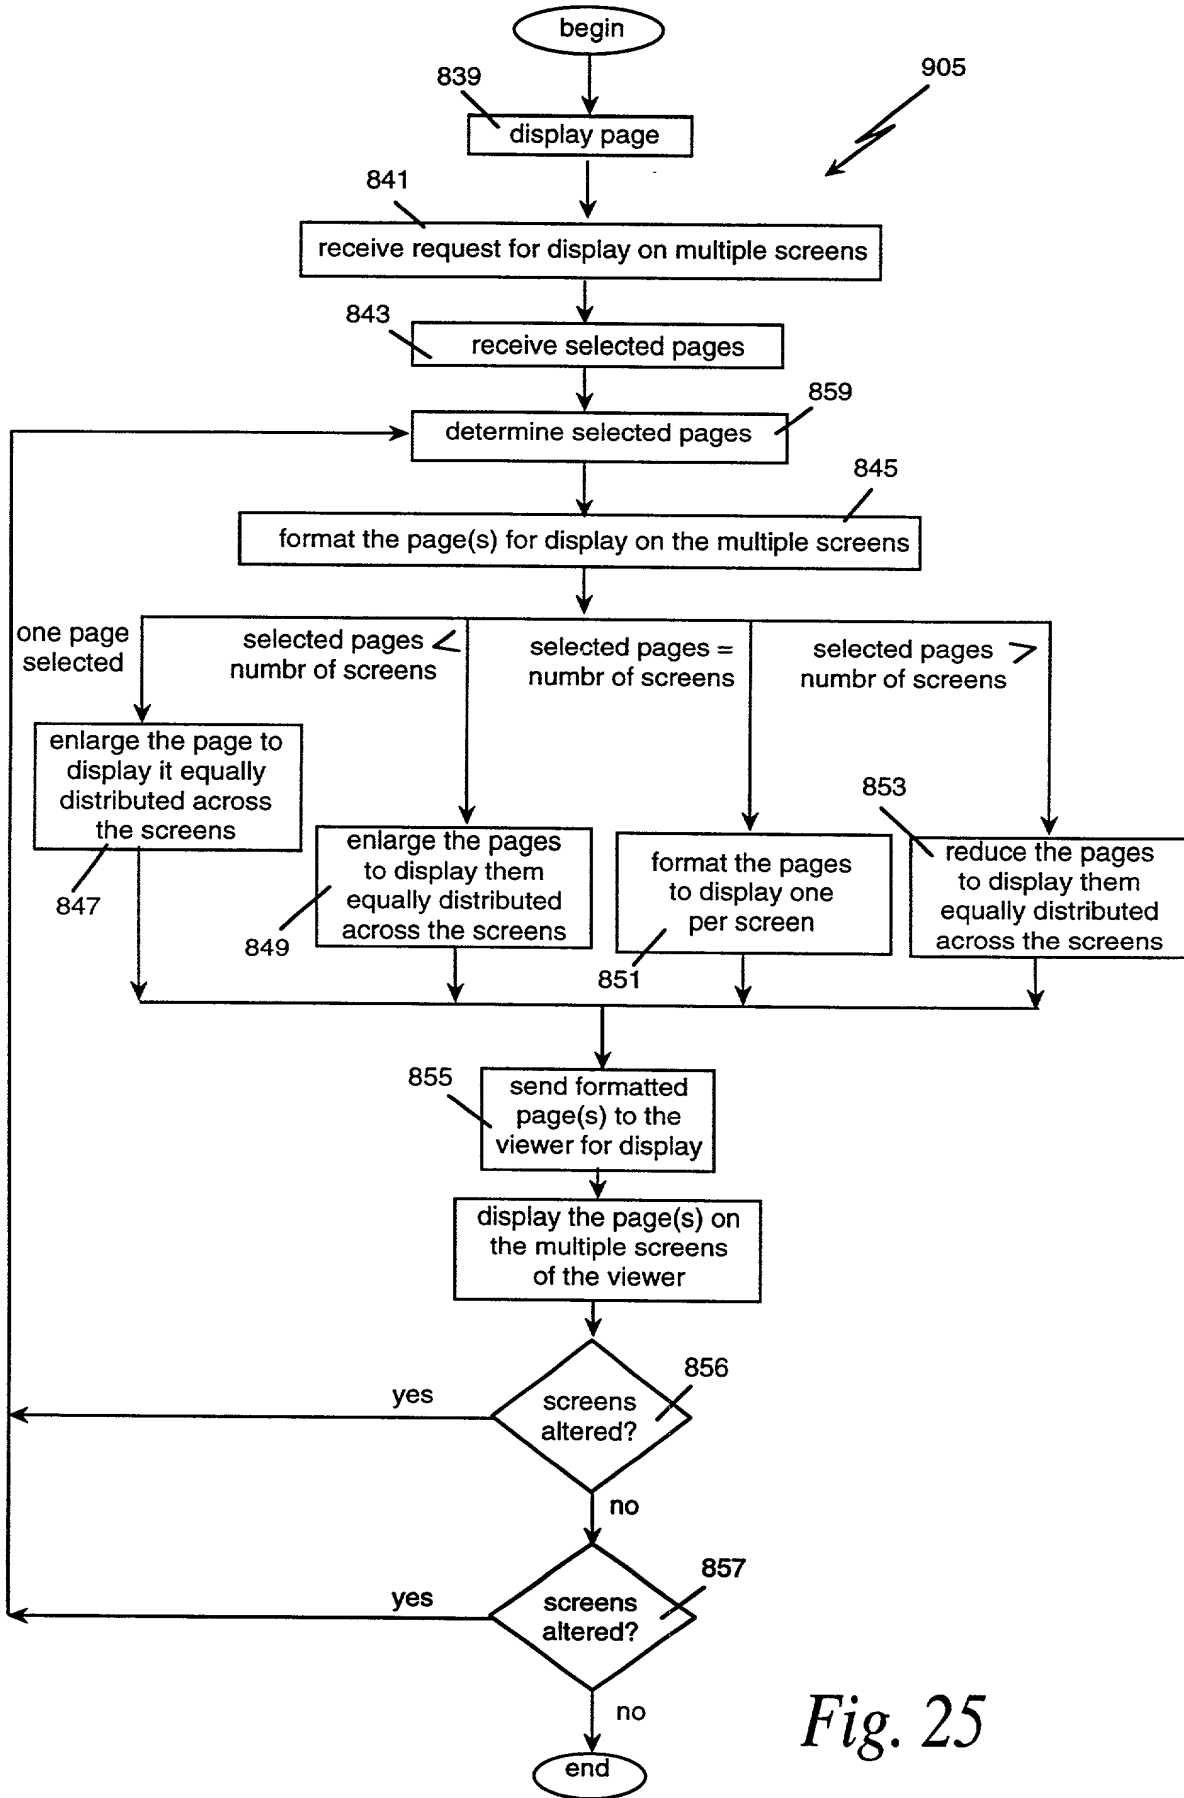 begin
839
905
display page
841
receive request for display on multiple screens
843
receive selected pages
859
determine selected pages
845
format the page(s) for display on the multiple screens
one page
selected
selected pages <
numbr of screens
selected pages =
numbr of screens
selected pages >
numbr of screens
enlarge the page to
display it equally
distributed across
the screens
847
enlarge the pages
to display them
equally distributed
across the screens
849
format the pages
to display one
per screen
851
853
reduce the pages
to display them
equally distributed
across the screens
855
send formatted
page(s) to the
viewer for display
display the page(s) on
the multiple screens
of the viewer
856
screens
altered?
yes
no
857
screens
altered?
yes
no
end
Fig. 25